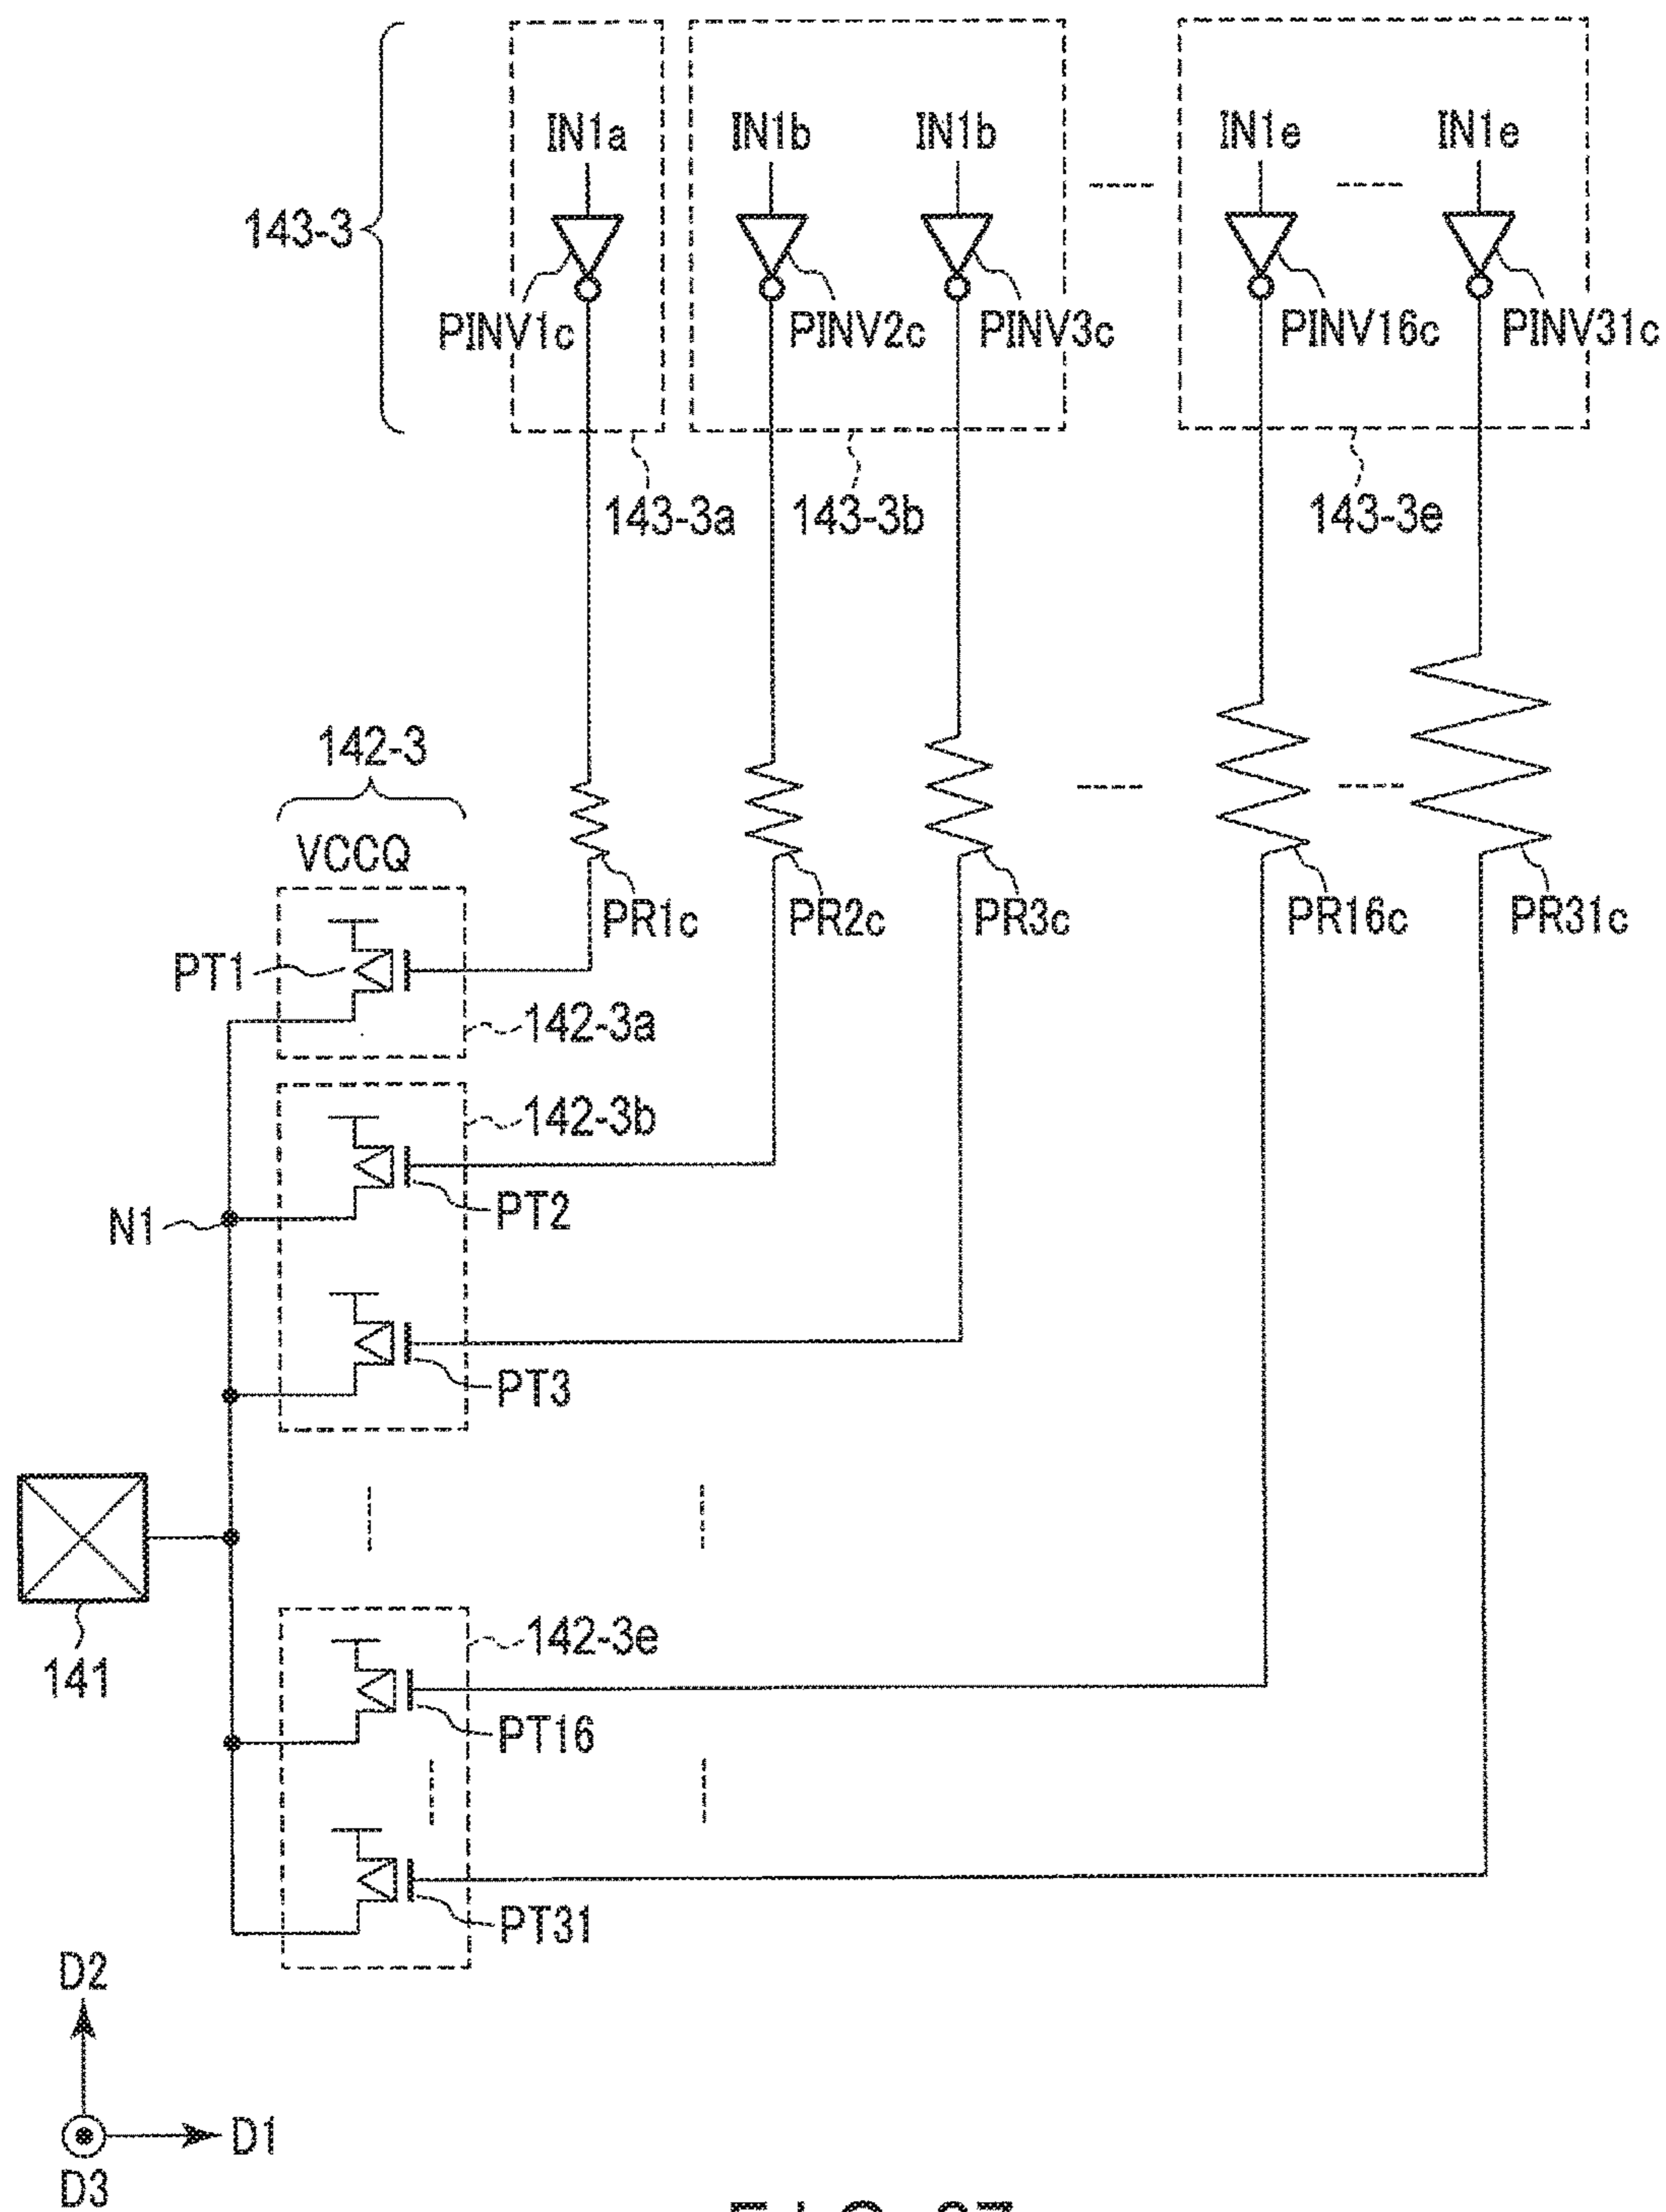 IN1a IN1b IN1b IN1e IN1e
143-3
PINV1c PINV2c PINV3c PINV16c PINV31c
143-3a 143-3b 143-3e
142-3
VCCQ
PR1c PR2c PR3c PR16c PR31c
PT1
142-3a
142-3b
PT2
N1
PT3
142-3e
141
PT16
PT31
D2
D1
D3